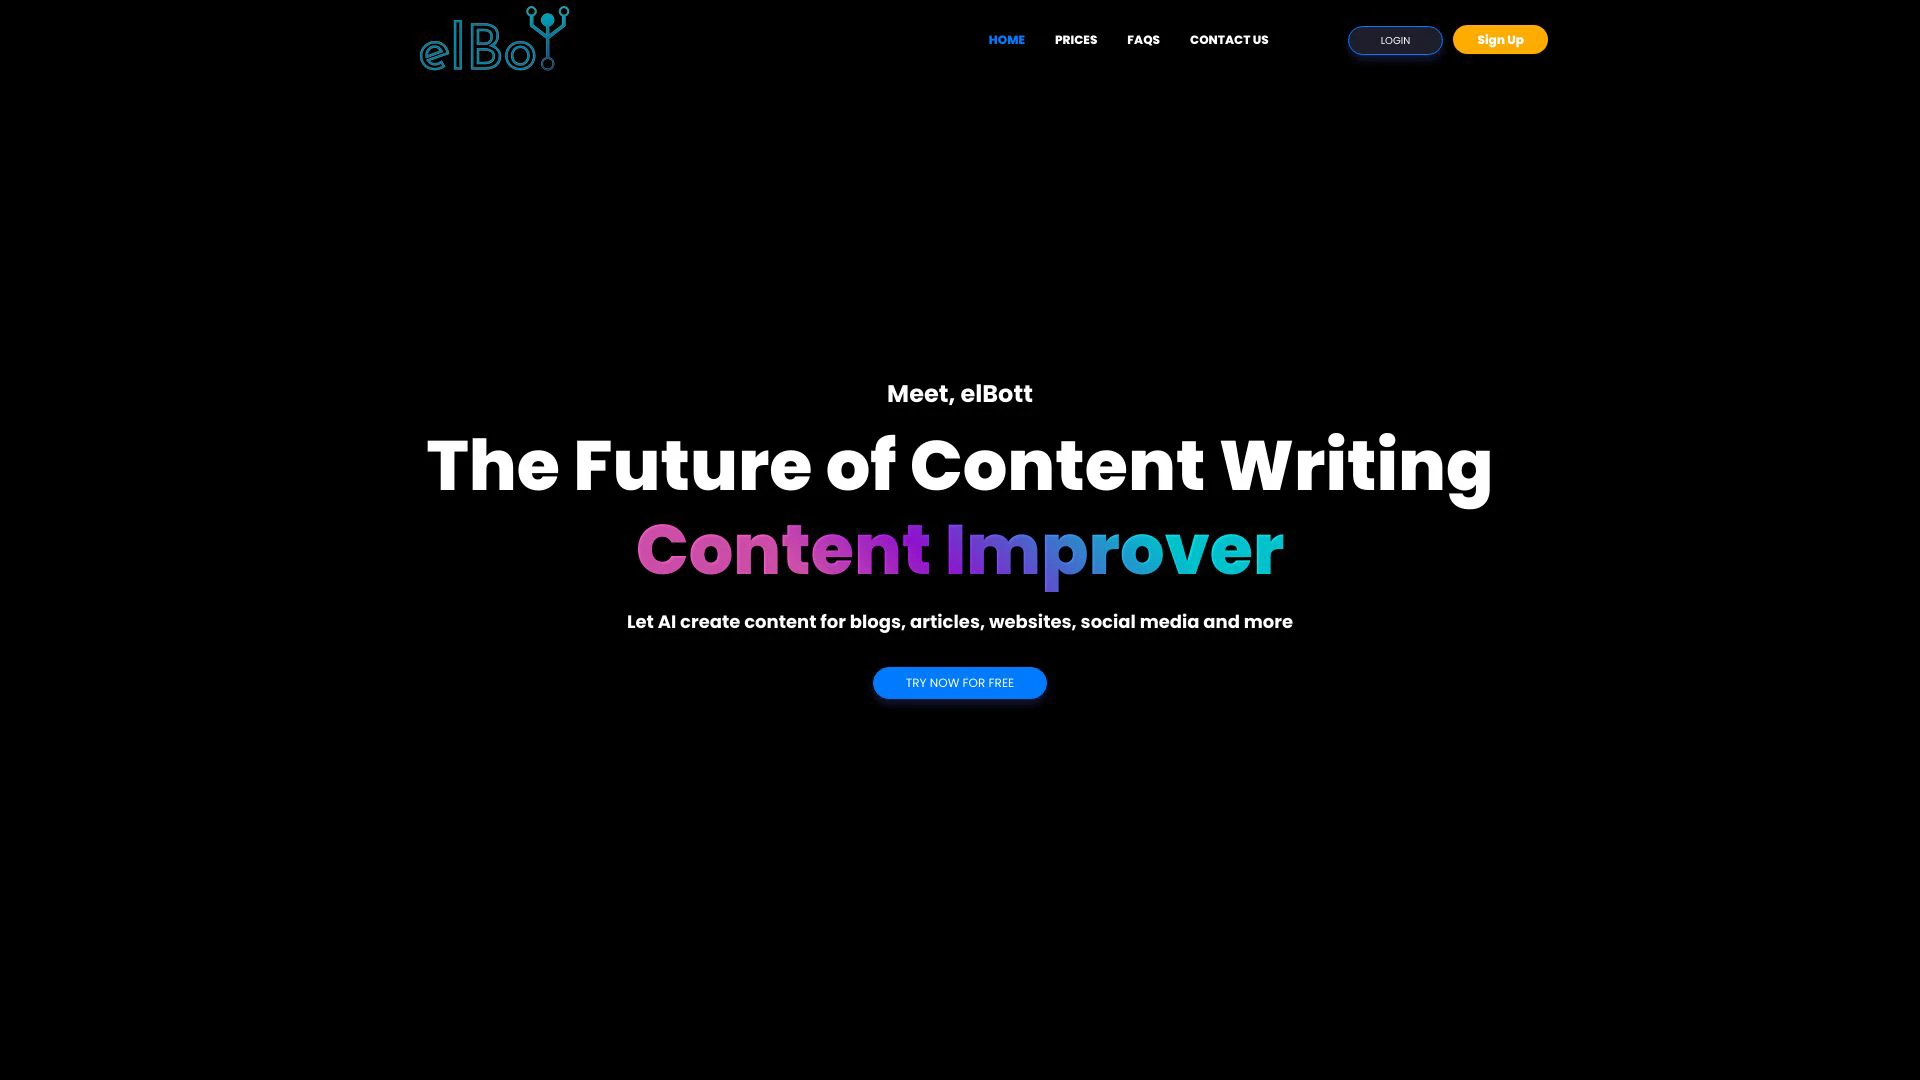 elBot
HOME
PRICES
FAQS
CONTACT US
LOGIN
Sign Up
Meet, elBott
The Future of Content Writing
Content Improver
Let AI create content for blogs, articles, websites, social media and more
TRY NOW FOR FREE